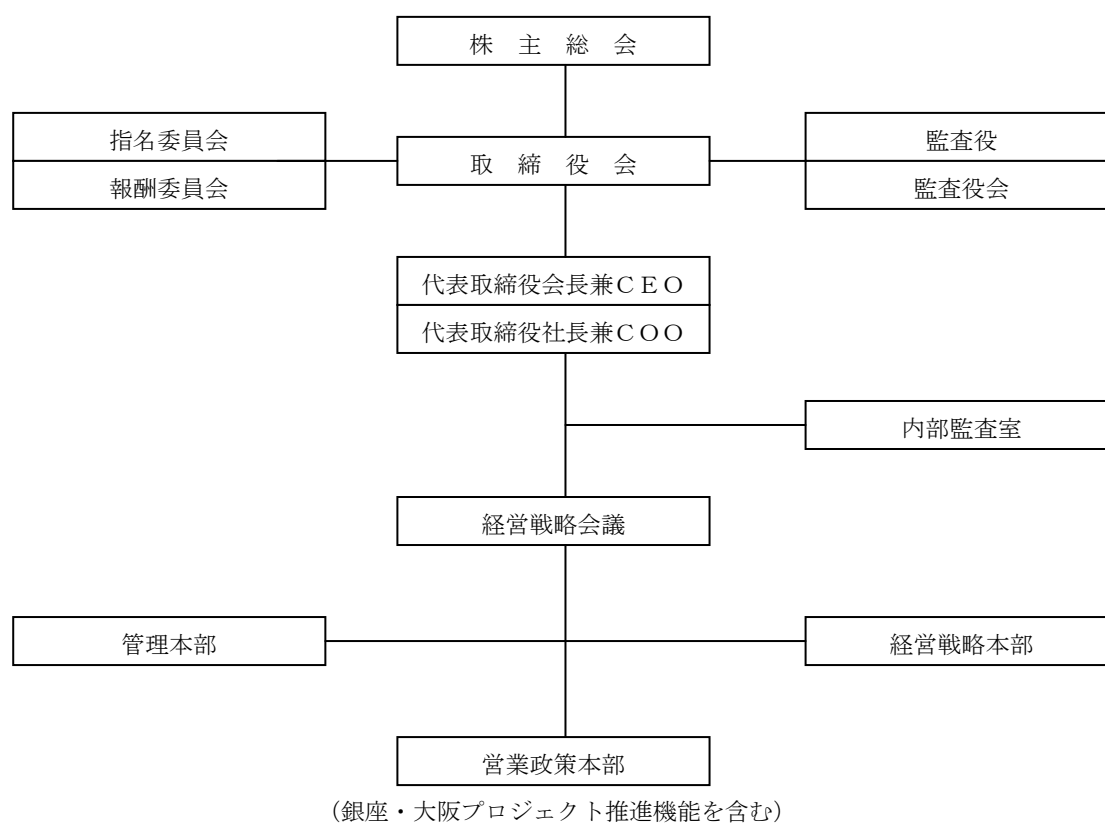 株　主　総　会
指名委員会
報酬委員会
取　締　役　会
監査役
監査役会
代表取締役会長兼ＣＥＯ
代表取締役社長兼ＣＯＯ
内部監査室
経営戦略会議
管理本部
経営戦略本部
営業政策本部
（銀座・大阪プロジェクト推進機能を含む）